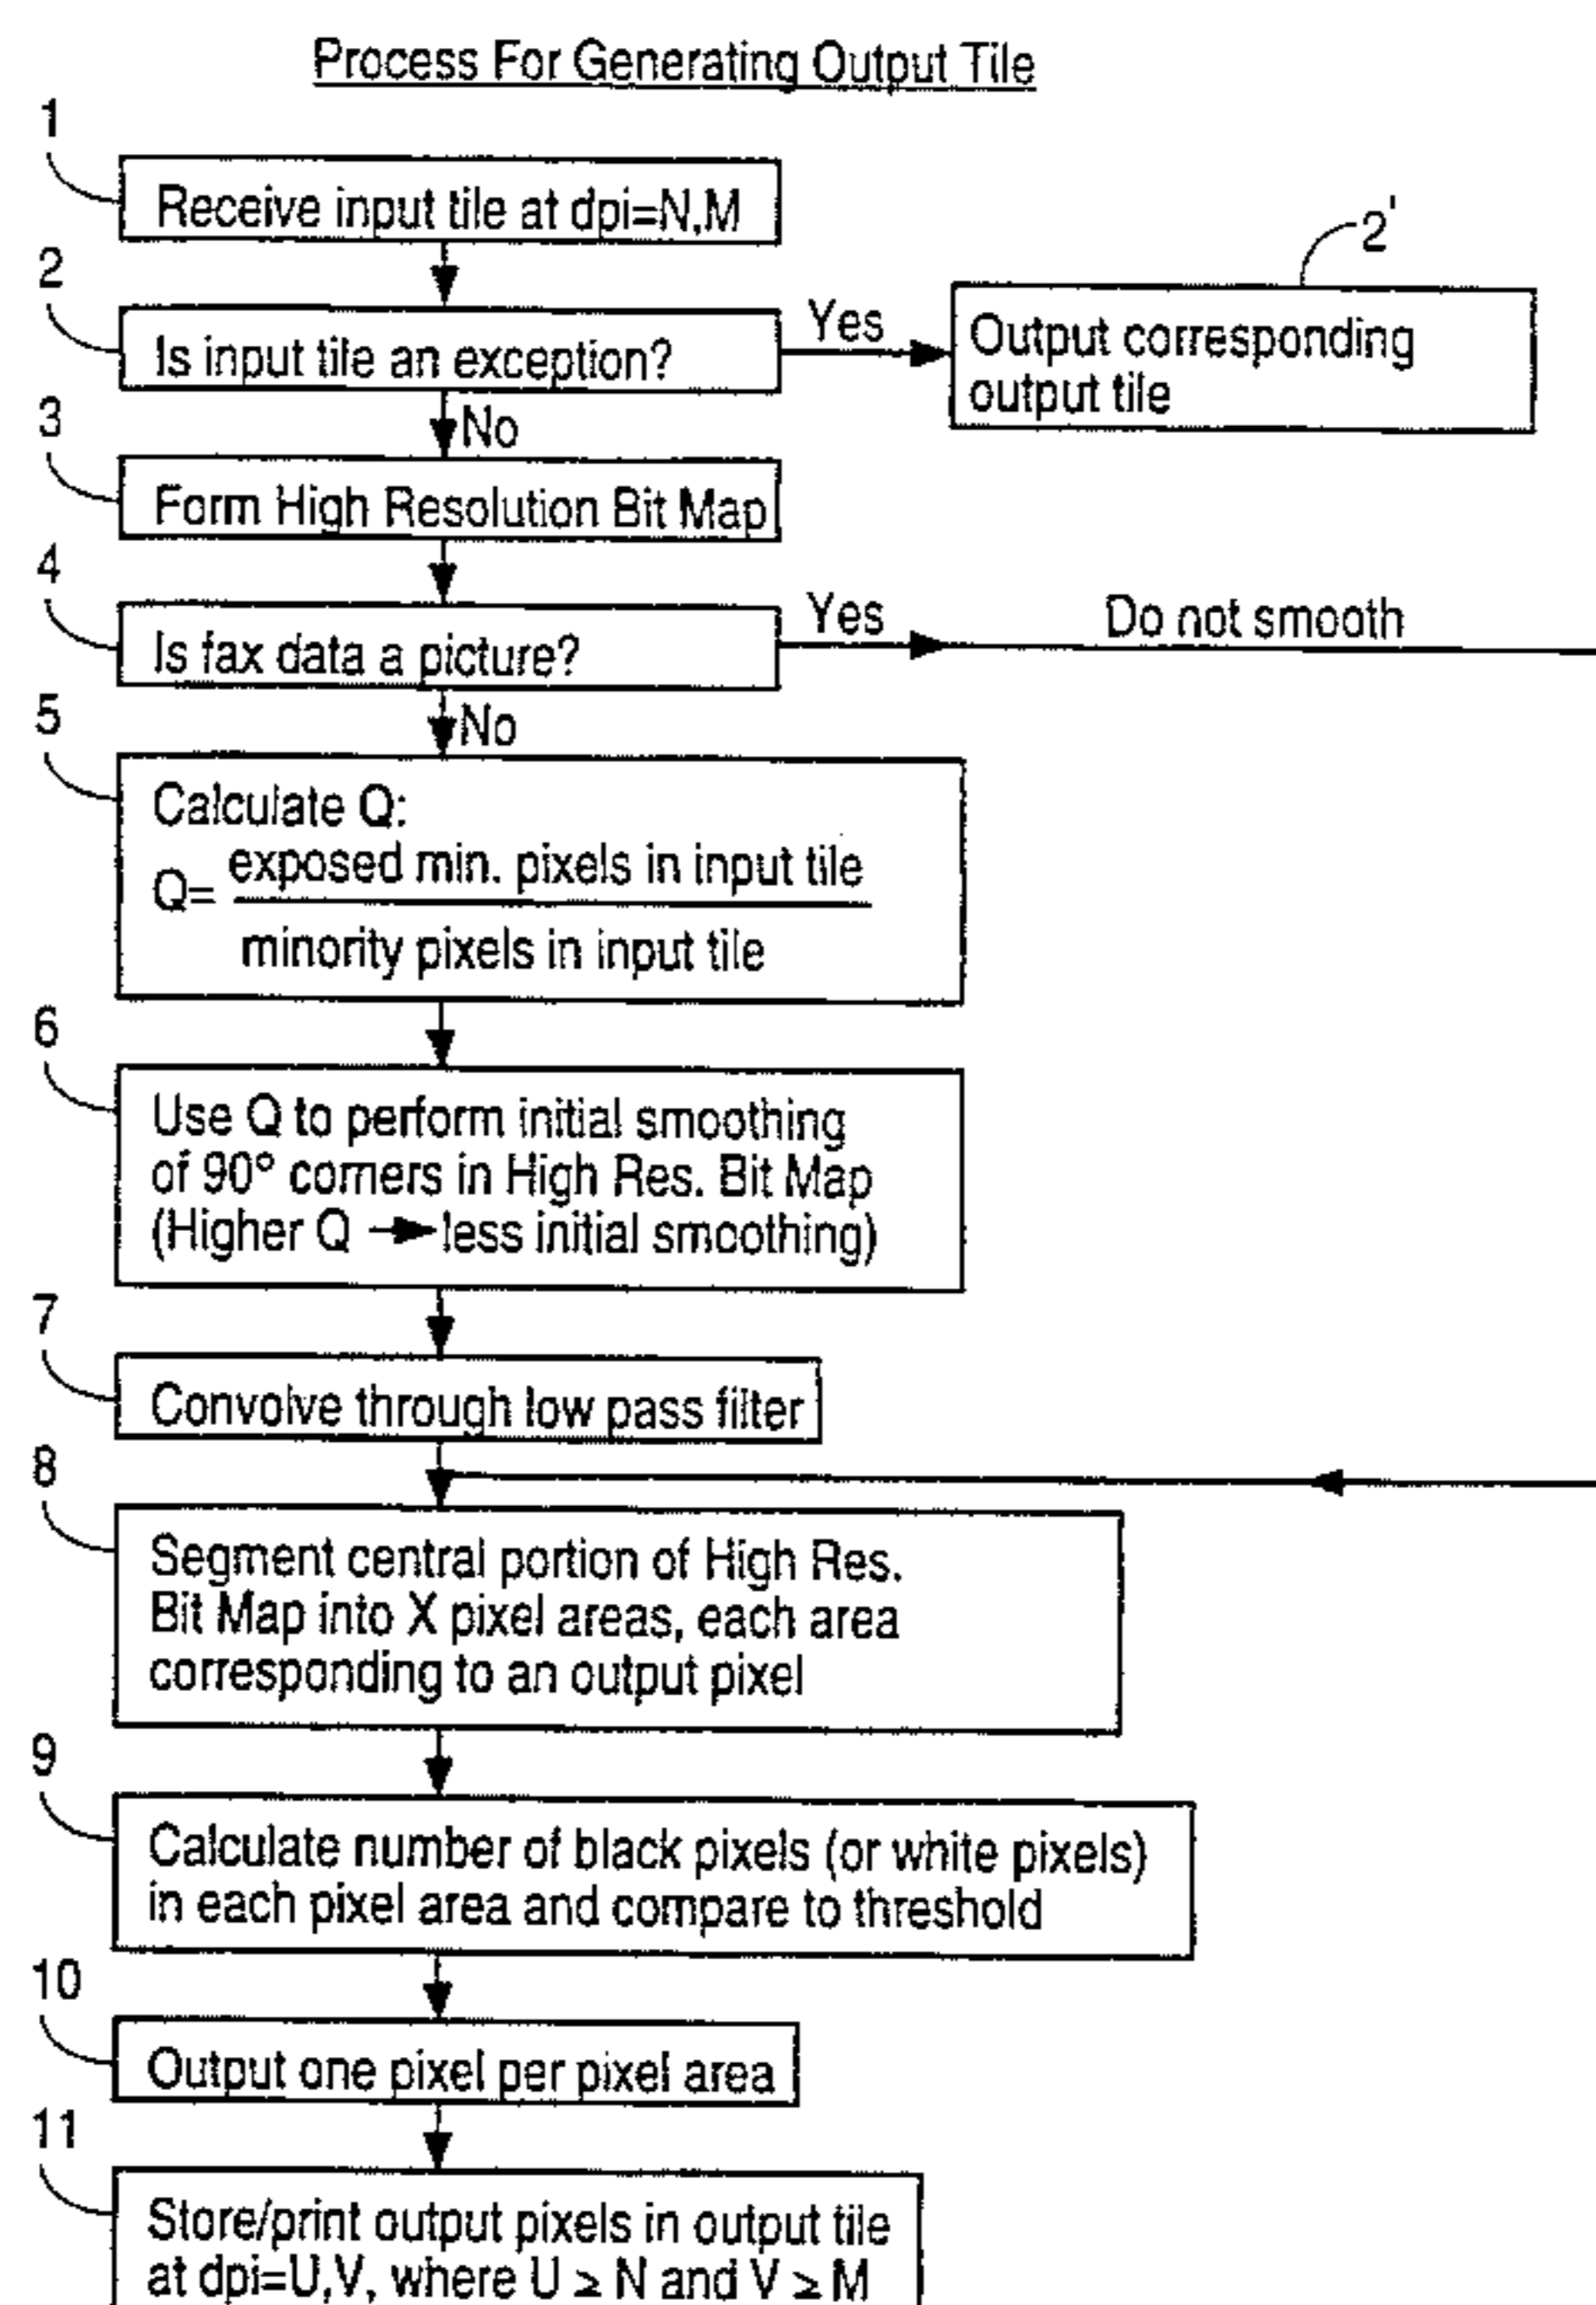 Process For Generating Output Tile
1
Receive input tile at dpi=N,M
2
Is input tile an exception?
Yes
2'
Output corresponding
output tile
No
3
Form High Resolution Bit Map
4
Is fax data a picture?
Yes
Do not smooth
No
5
Calculate Q:
Q= exposed min. pixels in input tile
minority pixels in input tile
6
Use Q to perform initial smoothing
of 90° corners in High Res. Bit Map
(Higher Q → less initial smoothing)
7
Convolve through low pass filter
8
Segment central portion of High Res.
Bit Map into X pixel areas, each area
corresponding to an output pixel
9
Calculate number of black pixels (or white pixels)
in each pixel area and compare to threshold
10
Output one pixel per pixel area
11
Store/print output pixels in output tile
at dpi=U,V, where U ≥ N and V ≥ M